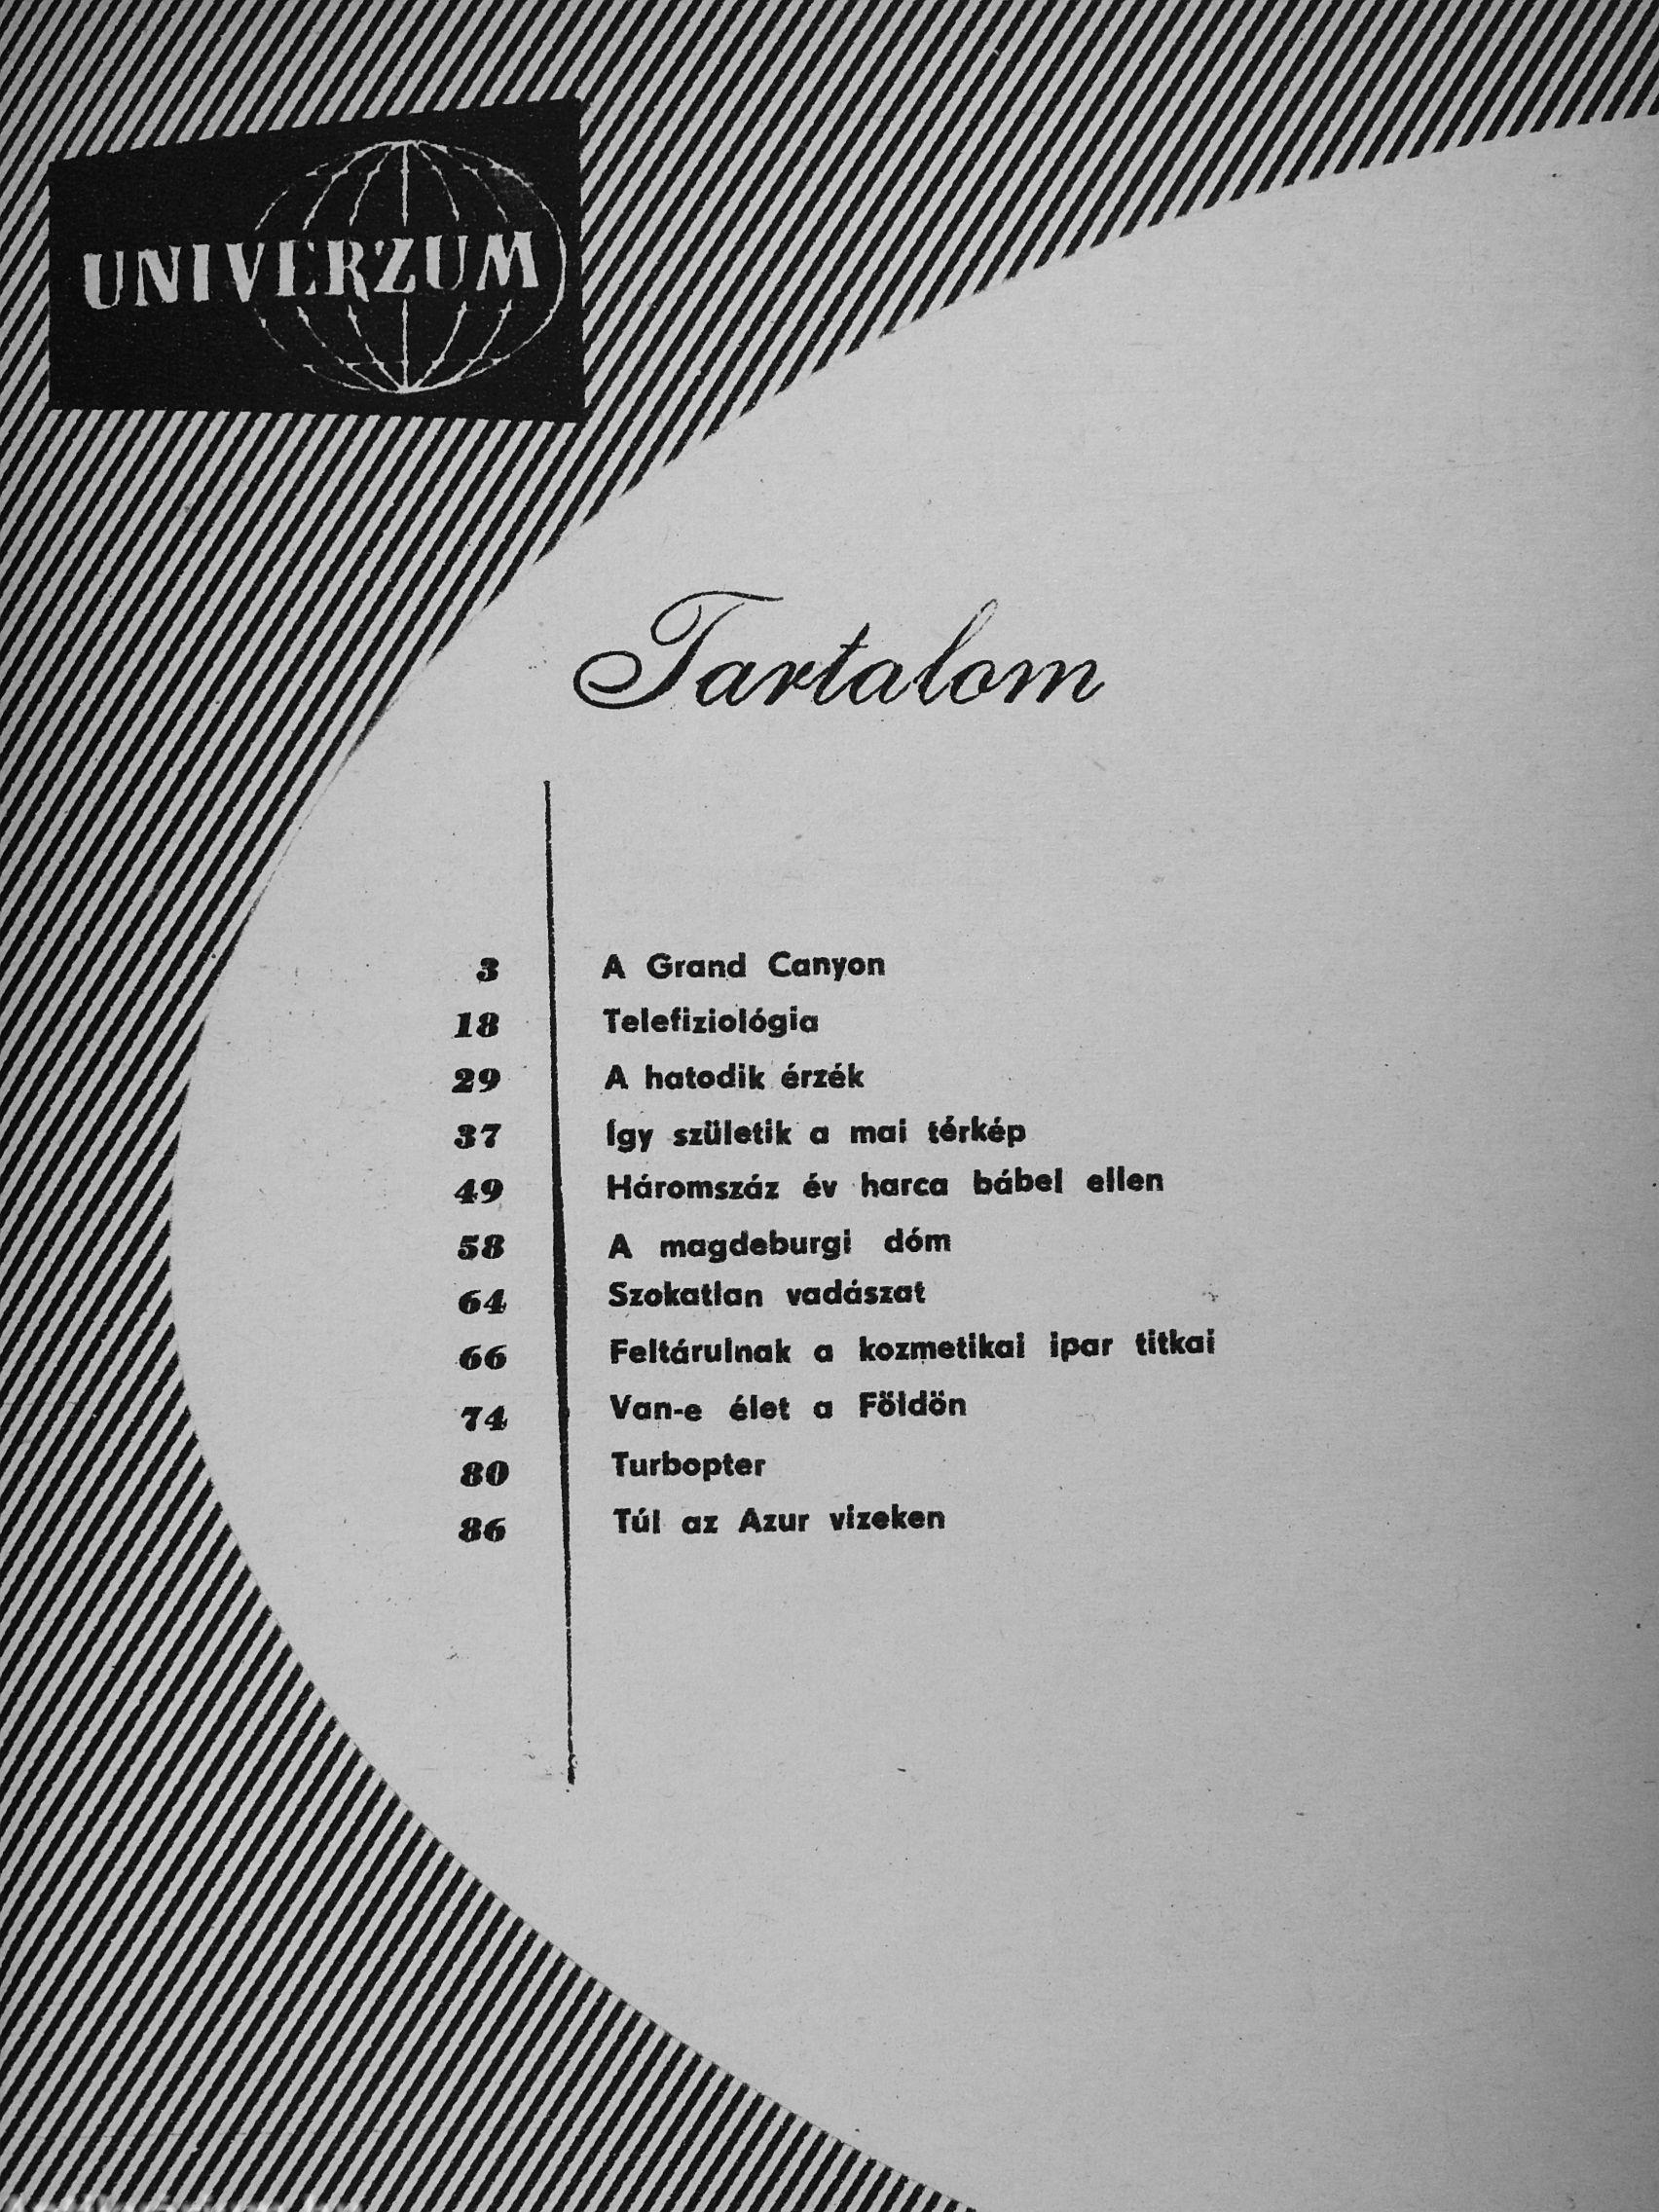 UNIVERZUM
Tartalom
3 A Grand Canyon
18 Telefiziológia
29 A hatodik érzék
37 Így születik a mai térkép
49 Háromszáz év harca bábel ellen
58 A magdeburgi dóm
64 Szokatlan vadászat
66 Feltárulnak a kozmetikai ipar titkai
74 Van-e élet a Földön
80 Turbopter
86 Túl az Azur vizeken